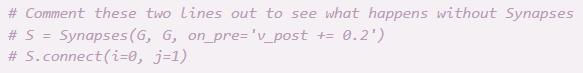 # Comment these two lines out to see what happens without Synapses
# S = Synapses(G, G, on_pre='v_post += 0.2')
# S.connect(i=0, j=1)